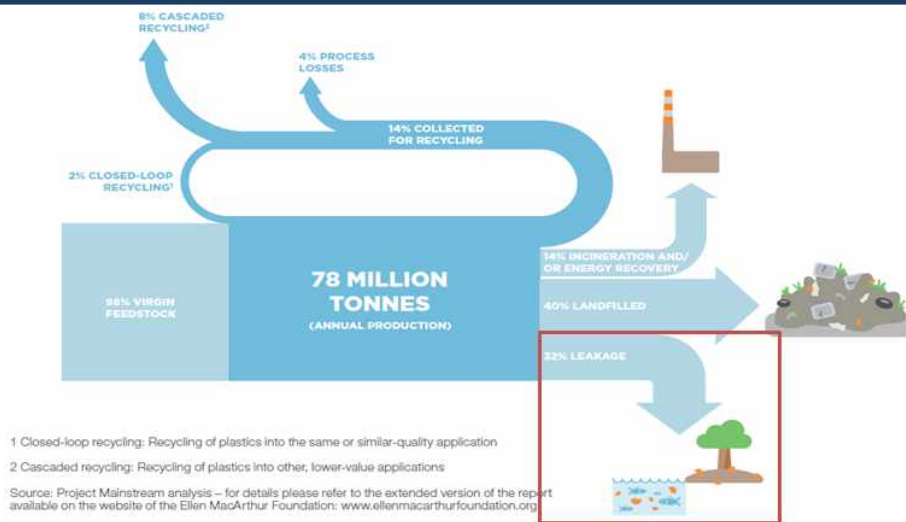 8% CASCADED
RECYCLING²
4% PROCESS
LOSSES
14% COLLECTED
FOR RECYCLING
2% CLOSED-LOOP
RECYCLING¹
98% VIRGIN
FEEDSTOCK
78 MILLION
TONNES
(ANNUAL PRODUCTION)
14% INCINERATION AND/
OR ENERGY RECOVERY
40% LANDFILLED
32% LEAKAGE
1 Closed-loop recycling: Recycling of plastics into the same or similar-quality application
2 Cascaded recycling: Recycling of plastics into other, lower-value applications
Source: Project Mainstream analysis – for details please refer to the extended version of the report
available on the website of the Ellen MacArthur Foundation: www.ellenmacarthurfoundation.org